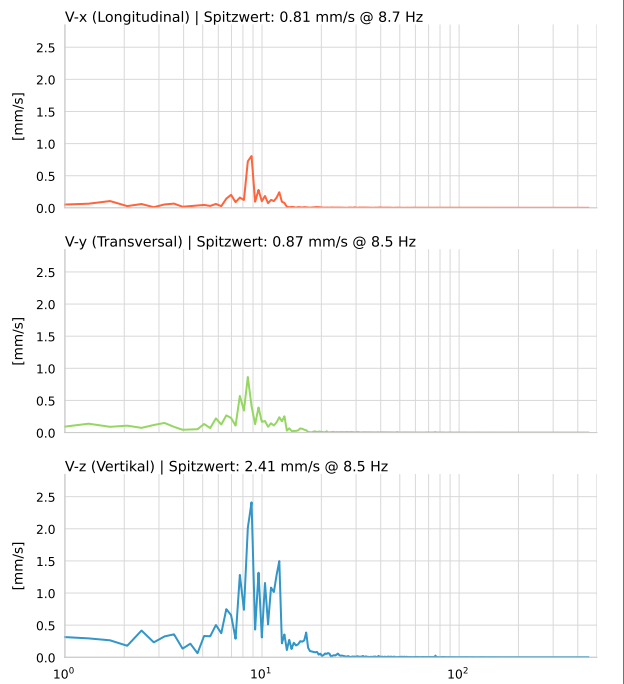 V-x (Longitudinal) | Spitzwert: 0.81 mm/s @ 8.7 Hz
2.5
2.0
1.5
1.0
0.5
0.0
[mm/s]
V-y (Transversal) | Spitzwert: 0.87 mm/s @ 8.5 Hz
2.5
2.0
1.5
1.0
0.5
0.0
[mm/s]
V-z (Vertikal) | Spitzwert: 2.41 mm/s @ 8.5 Hz
2.5
2.0
1.5
1.0
0.5
0.0
[mm/s]
10⁰ 10¹ 10²